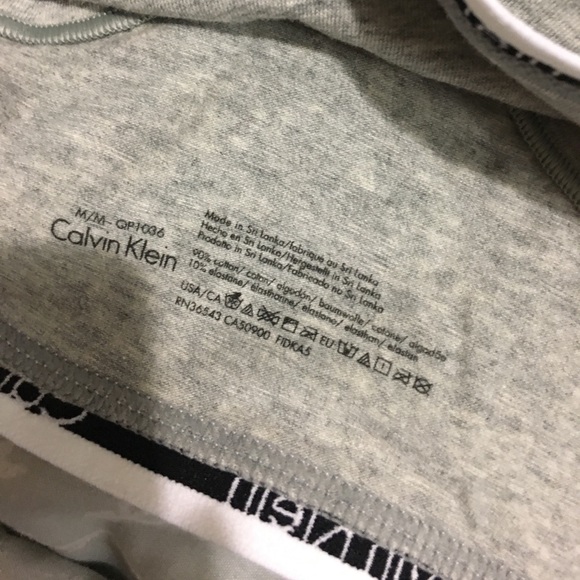 M/M- QP1036
Calvin Klein
Made in Sri Lanka/fabrique au Sri Lanka
Hecho en Sri Lanka/Hergestellt in Sri Lanka
Prodotto in Sri Lanka/Fabricado no Sri Lanka
90% cotton/ coton/ algodón/ baumwolle/ cotone/ algodão
10% elastane/ élasthanne/ elastano/ elasthan/ elastan
USA/CA EU
RN36543 CA50900 FIDKA5